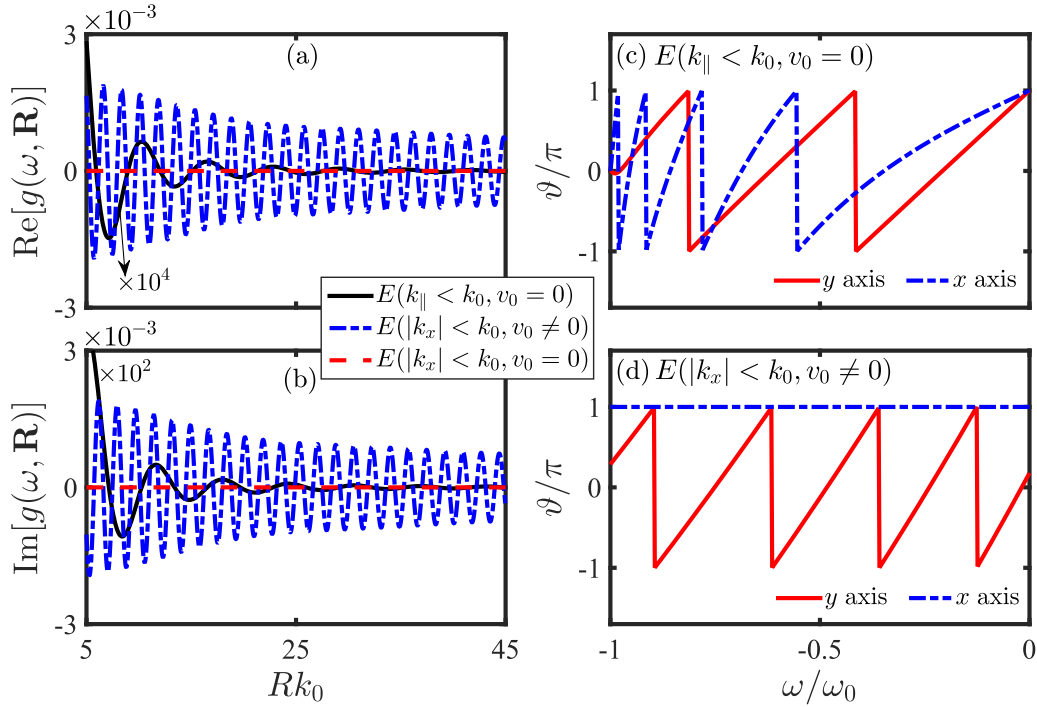 ×10⁻³
3
0
-3
Re[g(ω, R)]
(a)
×10⁴
×10⁻³
3
0
-3
Im[g(ω, R)]
×10²
(b)
5
25
45
Rk₀
E(k∥ < k₀, v₀ = 0)
E(|kₓ| < k₀, v₀ ≠ 0)
E(|kₓ| < k₀, v₀ = 0)
(c) E(k∥ < k₀, v₀ = 0)
1
0
-1
ϑ/π
y axis
x axis
(d) E(|kₓ| < k₀, v₀ ≠ 0)
1
0
-1
ϑ/π
y axis
x axis
-1
-0.5
0
ω/ω₀